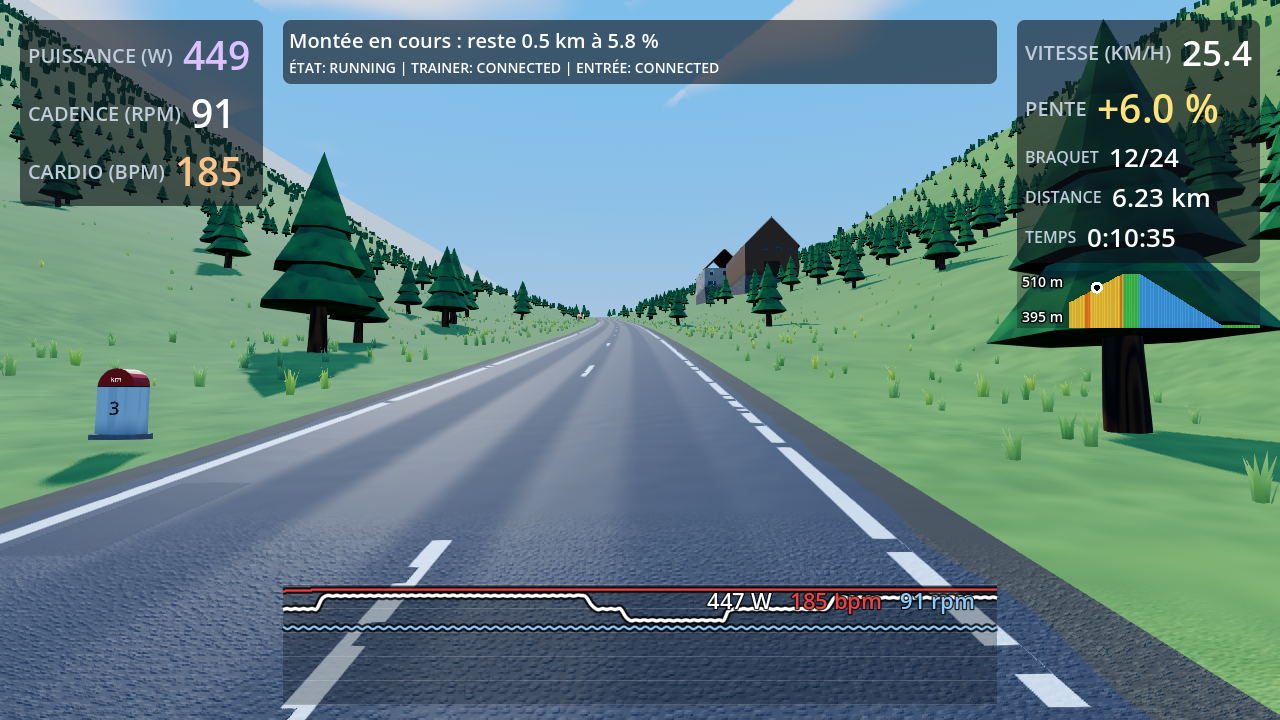 PUISSANCE (W) 449
CADENCE (RPM) 91
CARDIO (BPM) 185
Montée en cours : reste 0.5 km à 5.8 %
ÉTAT: RUNNING | TRAINER: CONNECTED | ENTRÉE: CONNECTED
VITESSE (KM/H) 25.4
PENTE +6.0 %
BRAQUET 12/24
DISTANCE 6.23 km
TEMPS 0:10:35
510 m
395 m
km
3
447 W 185 bpm 91 rpm